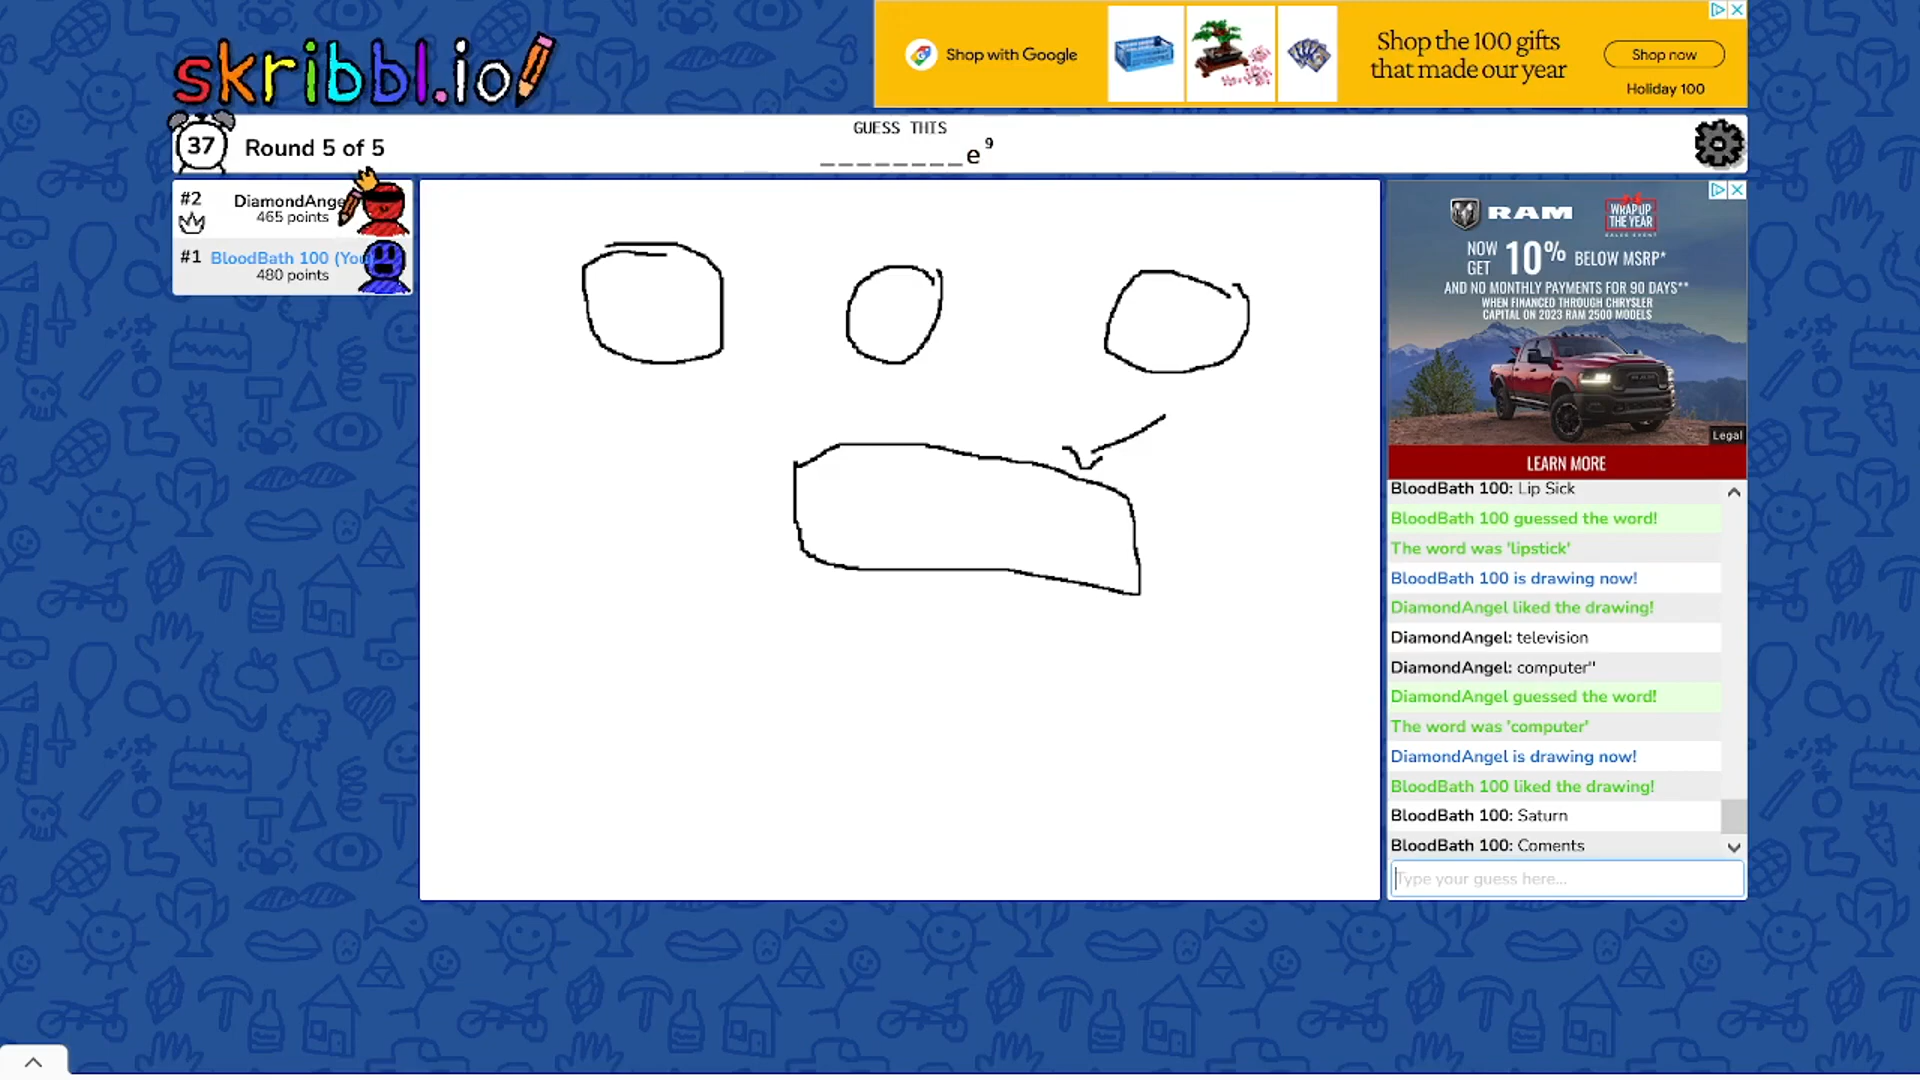 skribbl.io
Shop with Google
Shop the 100 gifts
that made our year
Shop now
Holiday 100
37
Round 5 of 5
GUESS THIS
________e 9
#2
DiamondAnge
465 points
#1
BloodBath 100 (You
480 points
RAM
WRAP UP
THE YEAR
SALES EVENT
NOW
GET
10%
BELOW MSRP*
AND NO MONTHLY PAYMENTS FOR 90 DAYS**
WHEN FINANCED THROUGH CHRYSLER
CAPITAL ON 2023 RAM 2500 MODELS
Legal
LEARN MORE
BloodBath 100: Lip Sick
BloodBath 100 guessed the word!
The word was 'lipstick'
BloodBath 100 is drawing now!
DiamondAngel liked the drawing!
DiamondAngel: television
DiamondAngel: computer"
DiamondAngel guessed the word!
The word was 'computer'
DiamondAngel is drawing now!
BloodBath 100 liked the drawing!
BloodBath 100: Saturn
BloodBath 100: Coments
Type your guess here...